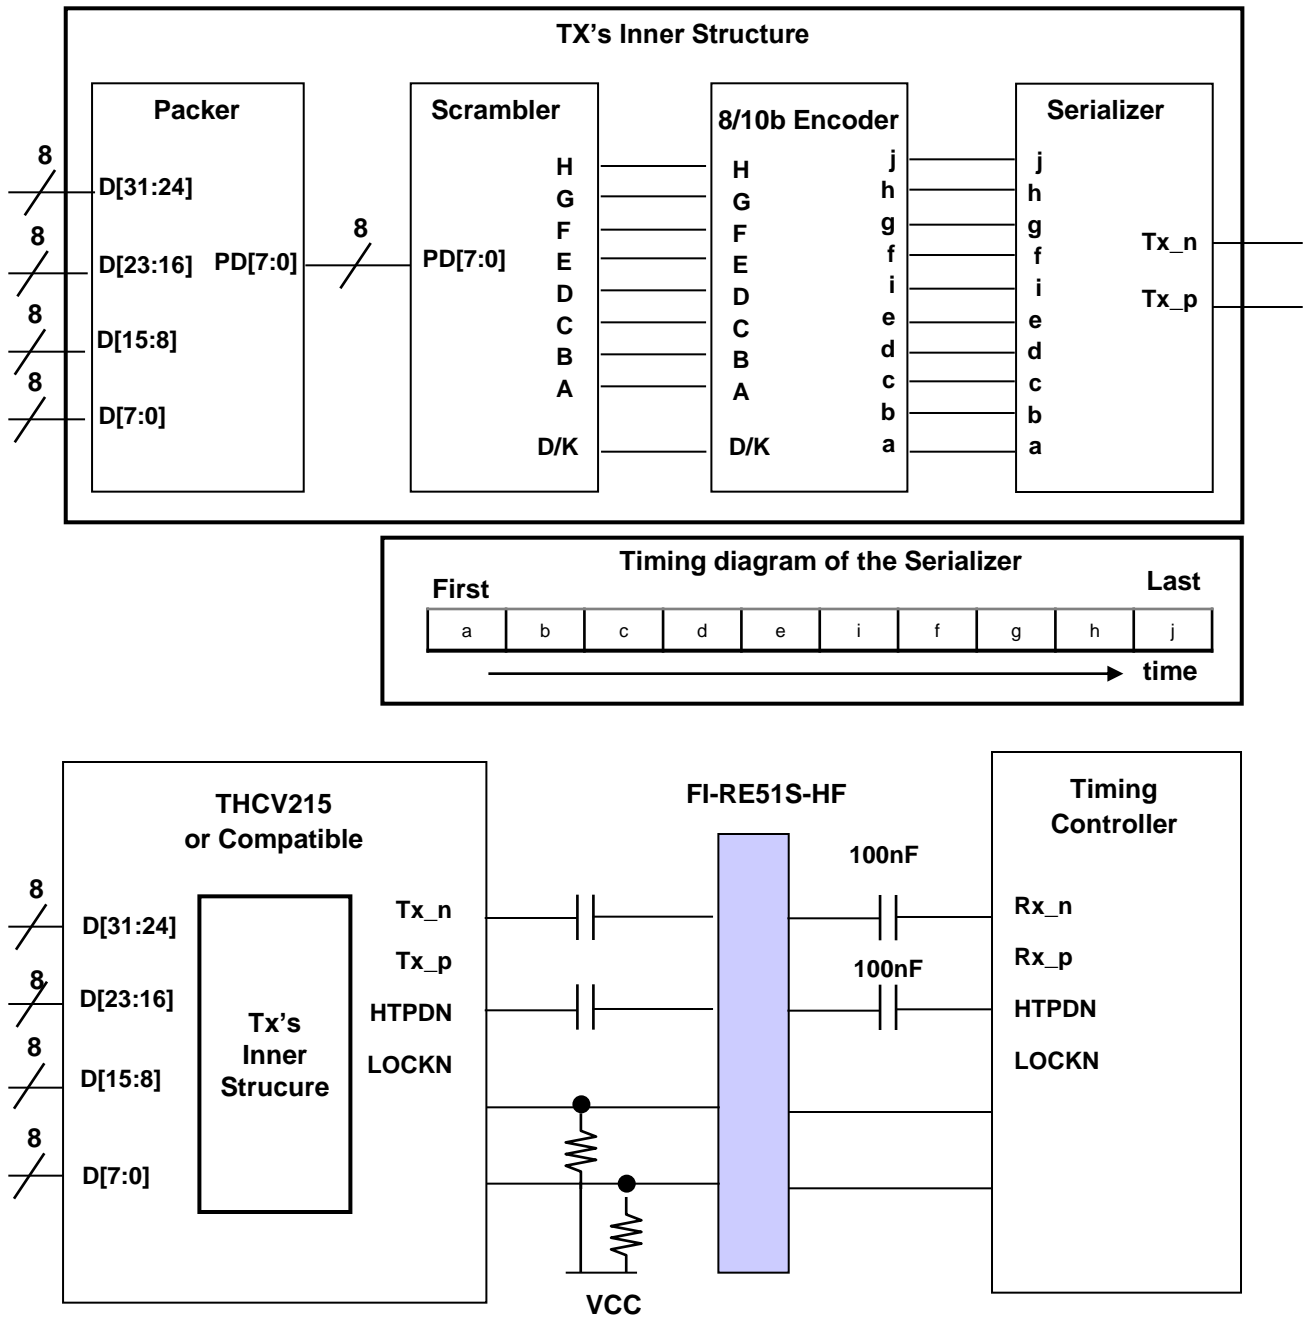 TX's Inner Structure
Packer
Scrambler
8/10b Encoder
Serializer
8
D[31:24]
8
D[23:16]
8
D[15:8]
8
D[7:0]
PD[7:0]
8
PD[7:0]
H
G
F
E
D
C
B
A
D/K
H
G
F
E
D
C
B
A
D/K
j
h
g
f
i
e
d
c
b
a
j
h
g
f
i
e
d
c
b
a
Tx_n
Tx_p
Timing diagram of the Serializer
First
Last
a b c d e i f g h j
time
THCV215
or Compatible
8
D[31:24]
8
D[23:16]
8
D[15:8]
8
D[7:0]
Tx's
Inner
Strucure
Tx_n
Tx_p
HTPDN
LOCKN
VCC
FI-RE51S-HF
100nF
100nF
Timing
Controller
Rx_n
Rx_p
HTPDN
LOCKN